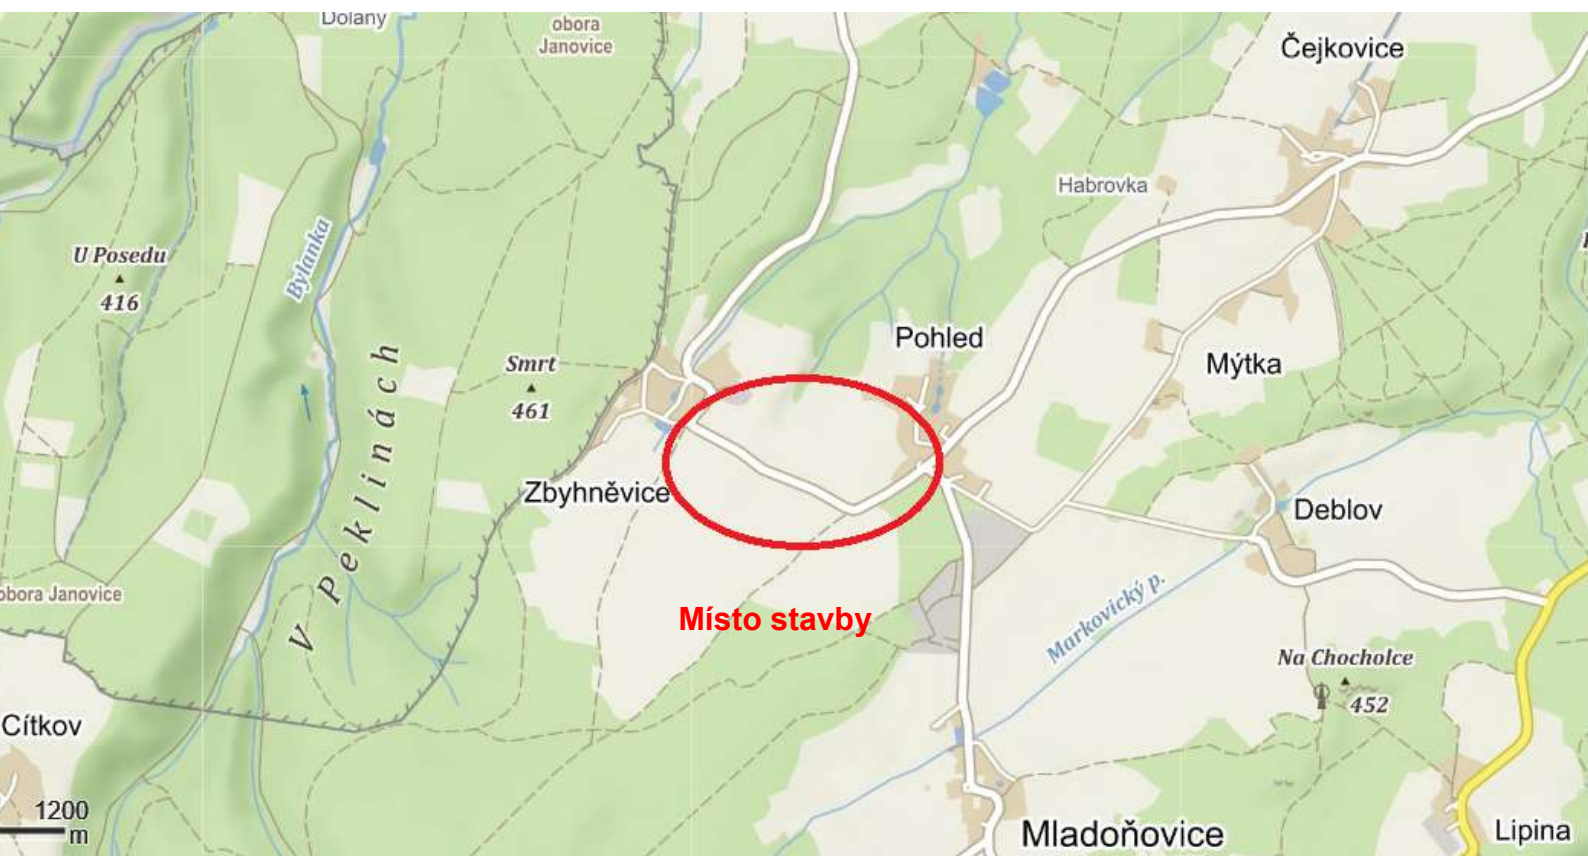 Dolany
obora
Janovice
Čejkovice
Habrovka
U Posedu
416
Bylanka
Pohled
Smrt
461
Mýtka
V Peklinách
Zbyhněvice
Deblov
obora Janovice
Místo stavby
Markovický p.
Na Chocholce
452
Cítkov
1200
m
Mladoňovice
Lipina